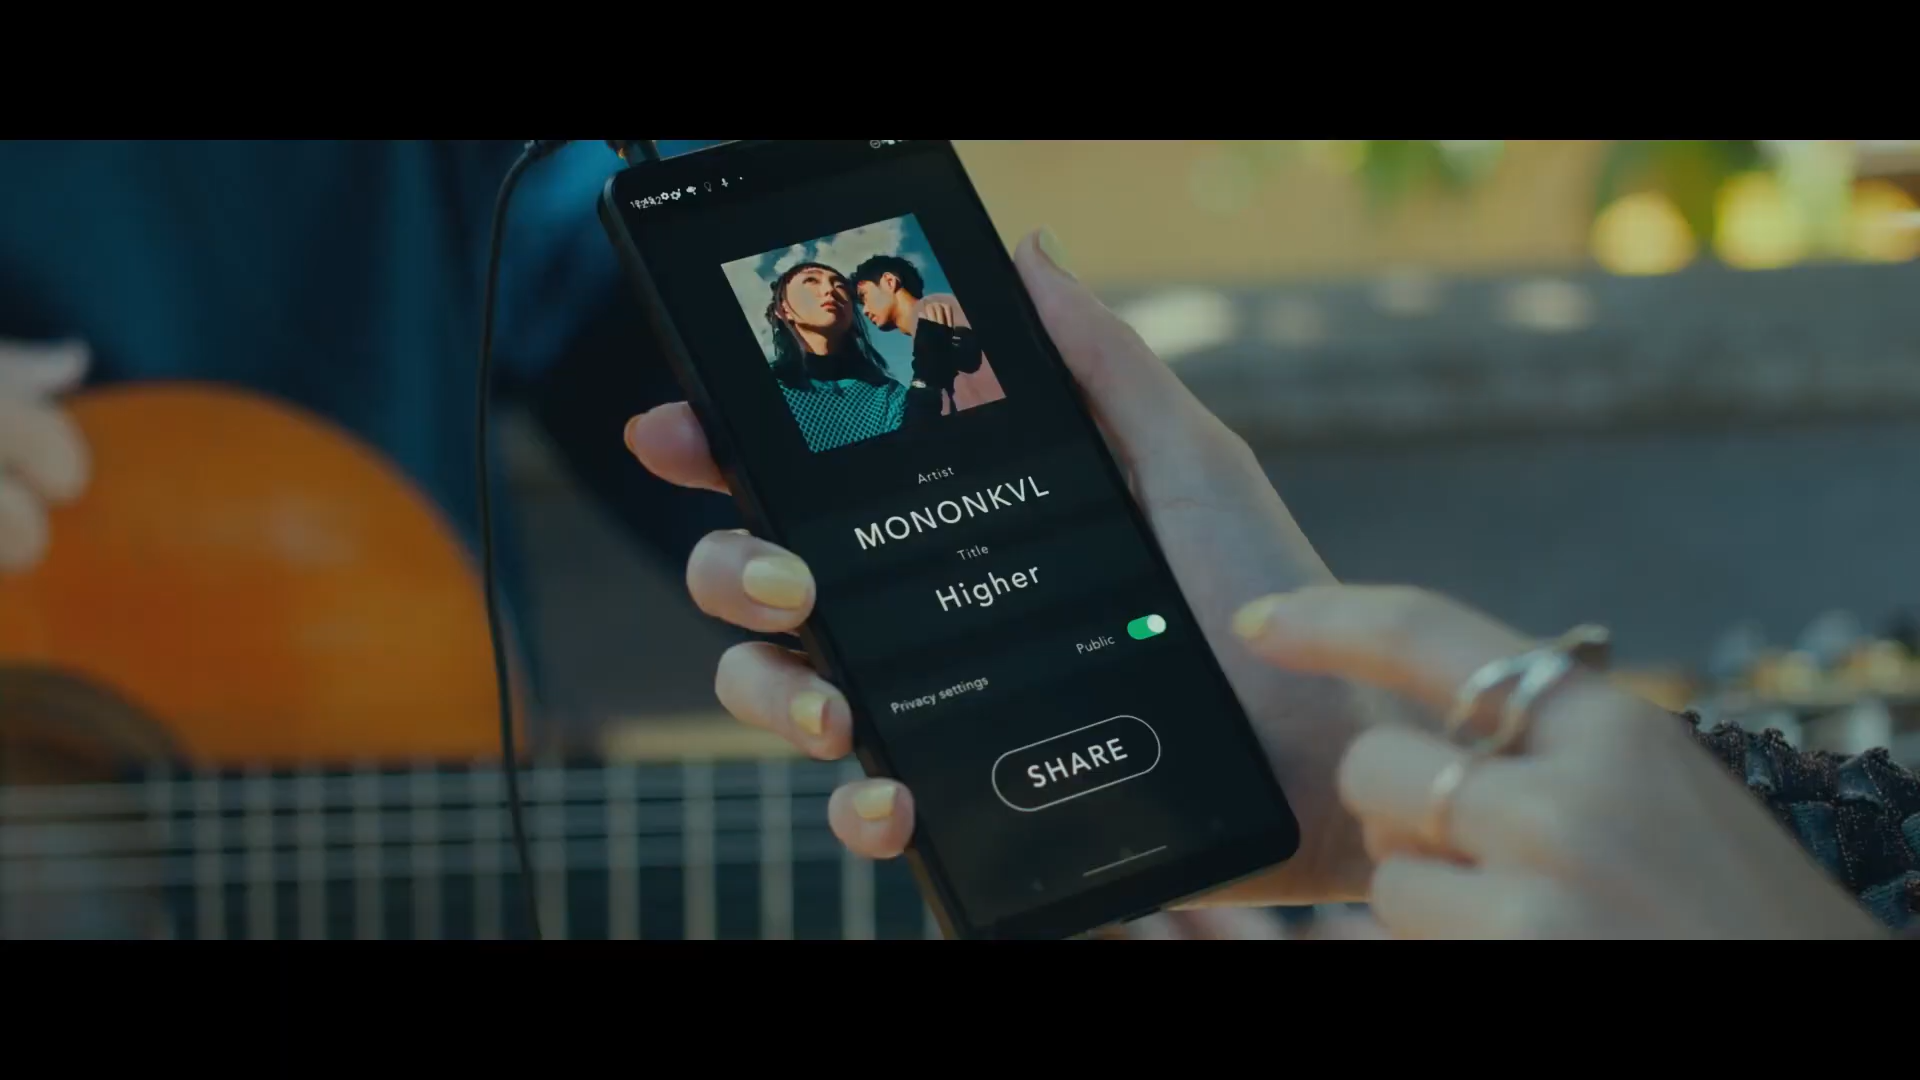 Artist
MONONKVL
Title
Higher
Public
Privacy settings
SHARE